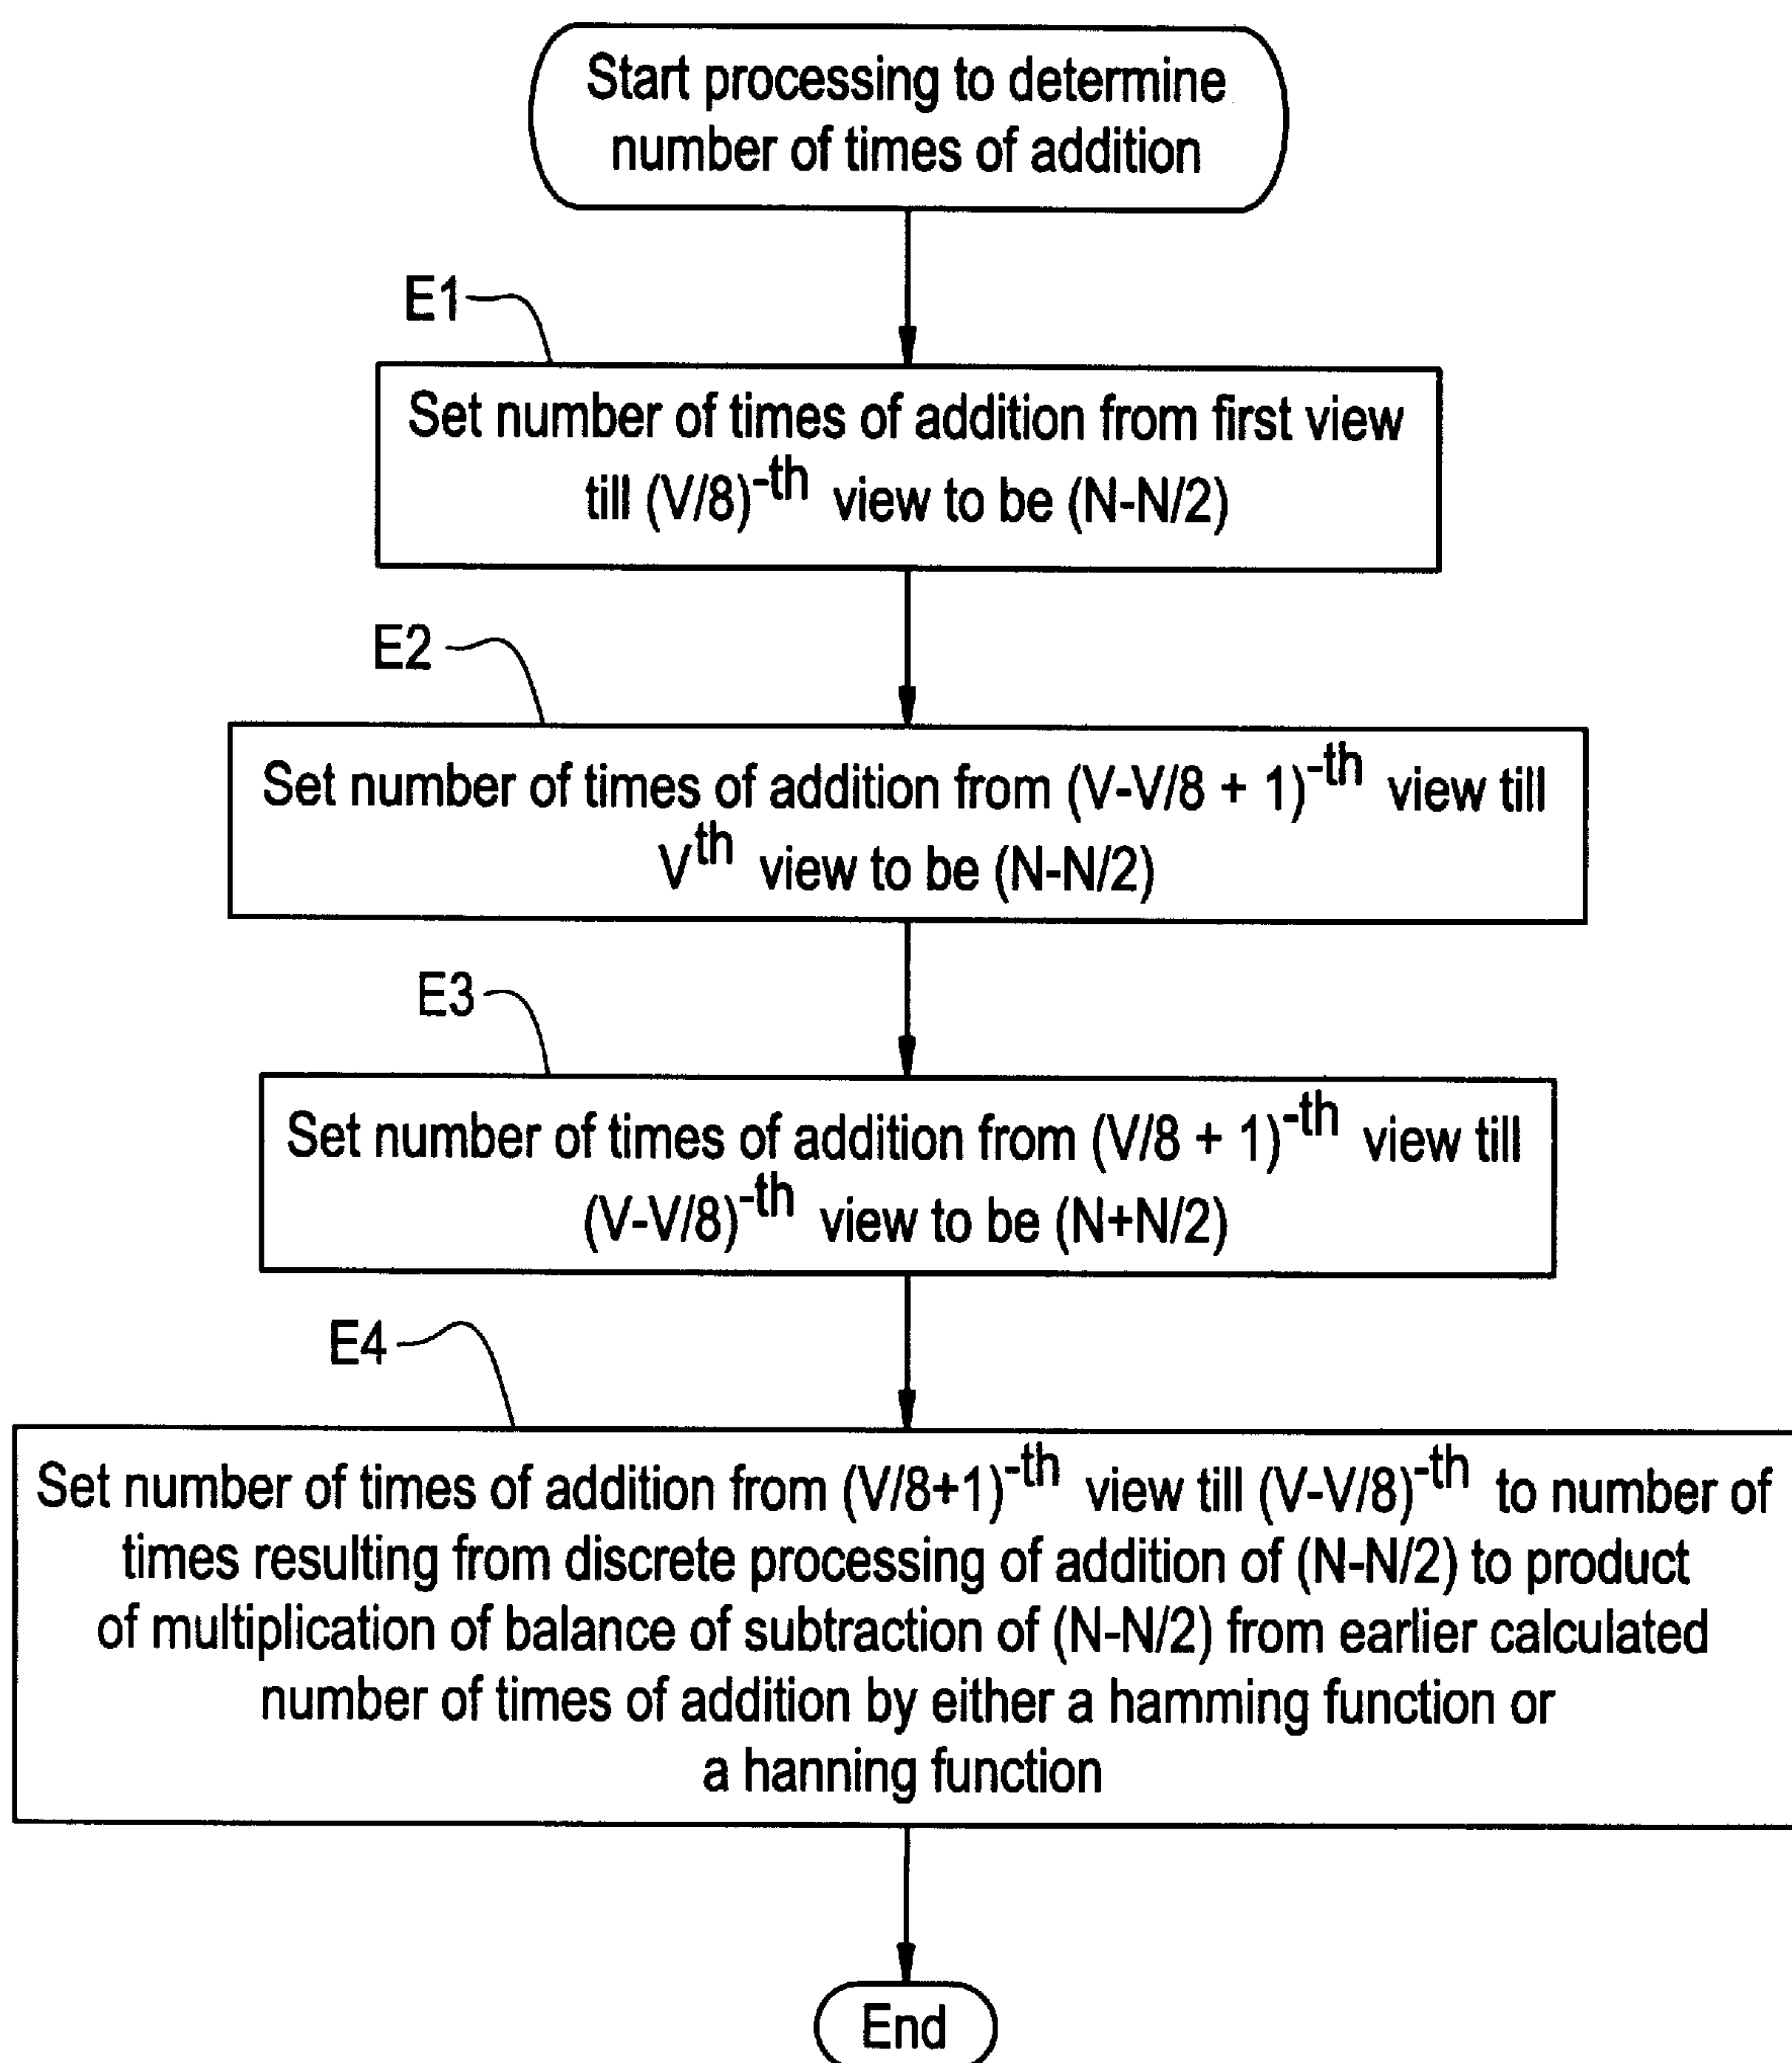 Start processing to determine
number of times of addition
E1
Set number of times of addition from first view
till (V/8)-th view to be (N-N/2)
E2
Set number of times of addition from (V-V/8 + 1)-th view till
Vth view to be (N-N/2)
E3
Set number of times of addition from (V/8 + 1)-th view till
(V-V/8)-th view to be (N+N/2)
E4
Set number of times of addition from (V/8+1)-th view till (V-V/8)-th to number of
times resulting from discrete processing of addition of (N-N/2) to product
of multiplication of balance of subtraction of (N-N/2) from earlier calculated
number of times of addition by either a hamming function or
a hanning function
End